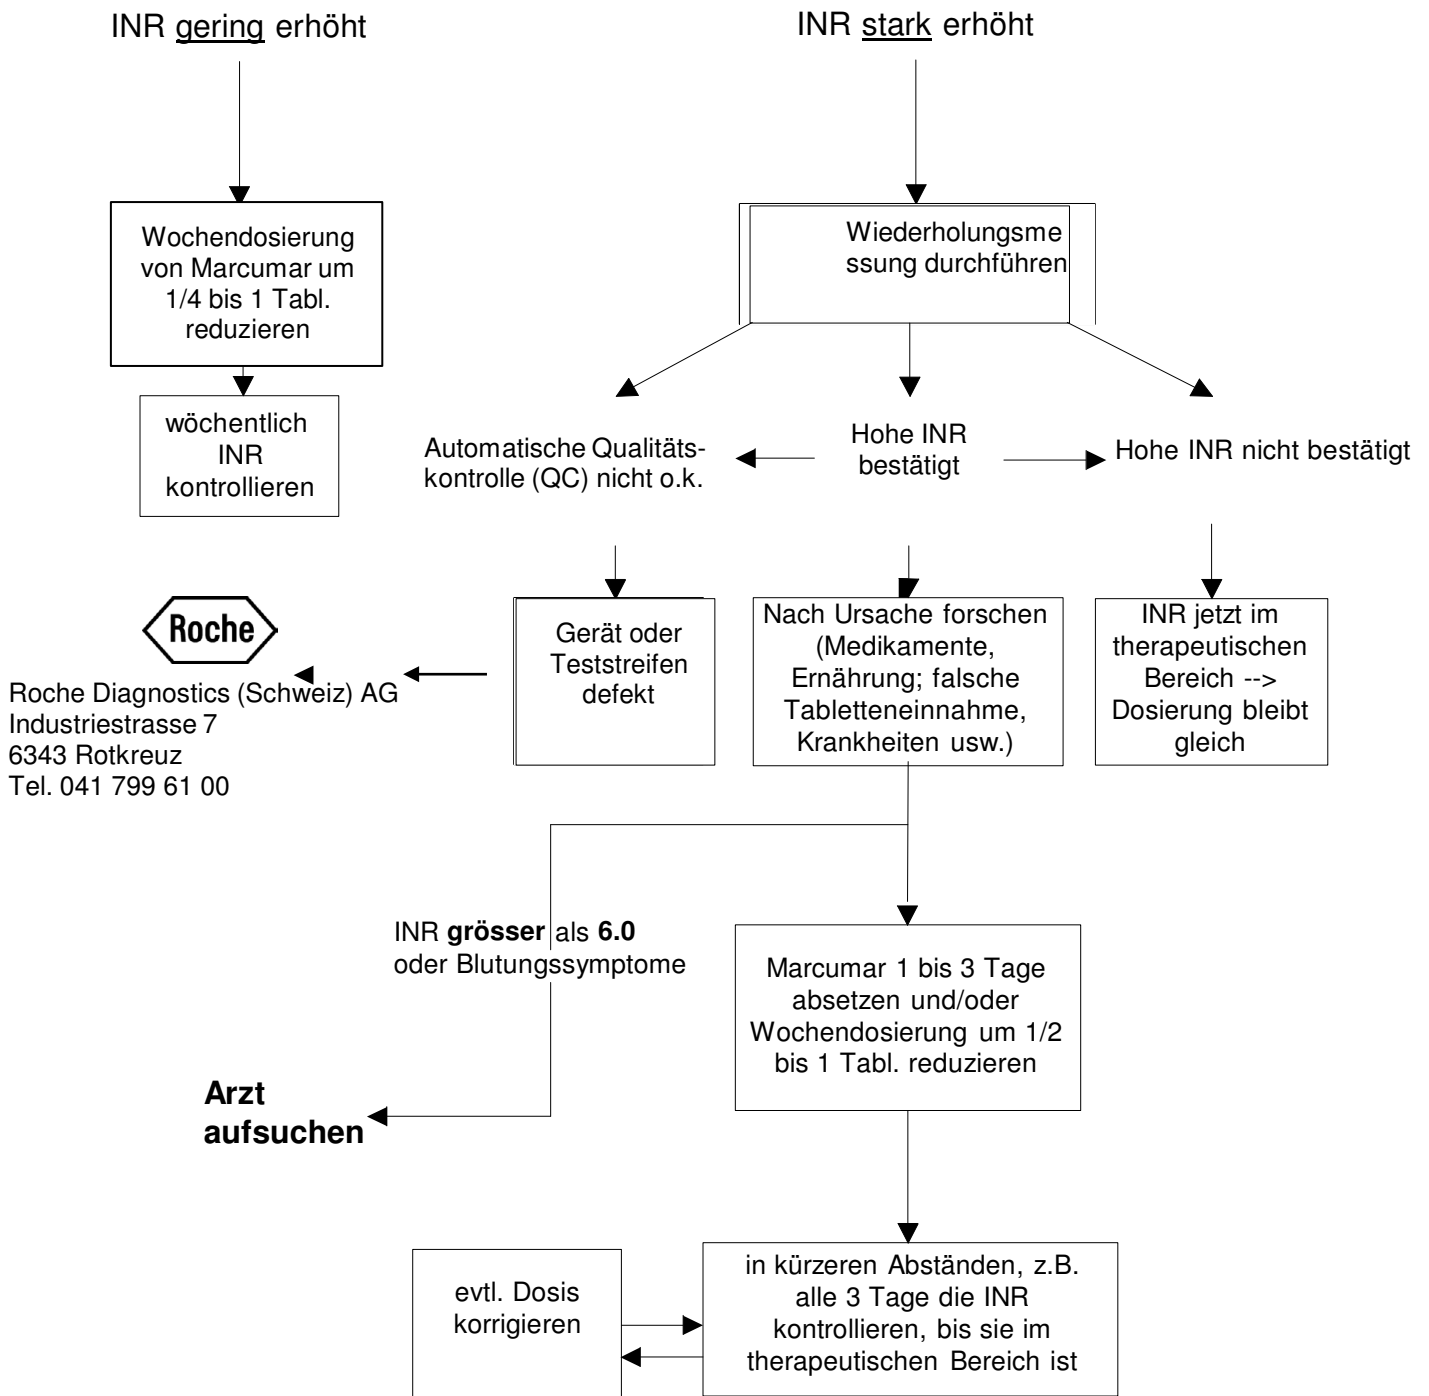 INR gering erhöht
INR stark erhöht
Wochendosierung
von Marcumar um
1/4 bis 1 Tabl.
reduzieren
Wiederholungsme
ssung durchführen
wöchentlich
INR
kontrollieren
Automatische Qualitäts-
kontrolle (QC) nicht o.k.
Hohe INR
bestätigt
Hohe INR nicht bestätigt
Roche
Roche Diagnostics (Schweiz) AG
Industriestrasse 7
6343 Rotkreuz
Tel. 041 799 61 00
Gerät oder
Teststreifen
defekt
Nach Ursache forschen
(Medikamente,
Ernährung; falsche
Tabletteneinnahme,
Krankheiten usw.)
INR jetzt im
therapeutischen
Bereich -->
Dosierung bleibt
gleich
INR grösser als 6.0
oder Blutungssymptome
Marcumar 1 bis 3 Tage
absetzen und/oder
Wochendosierung um 1/2
bis 1 Tabl. reduzieren
Arzt
aufsuchen
evtl. Dosis
korrigieren
in kürzeren Abständen, z.B.
alle 3 Tage die INR
kontrollieren, bis sie im
therapeutischen Bereich ist